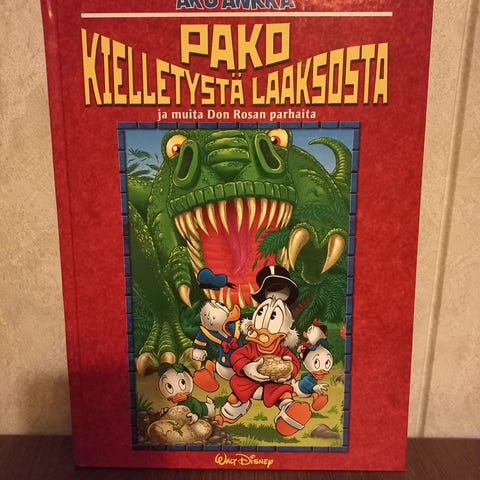 AKU ANKKA
PAKO
KIELLETYSTÄ LAAKSOSTA
ja muita Don Rosan parhaita
WALT DISNEY